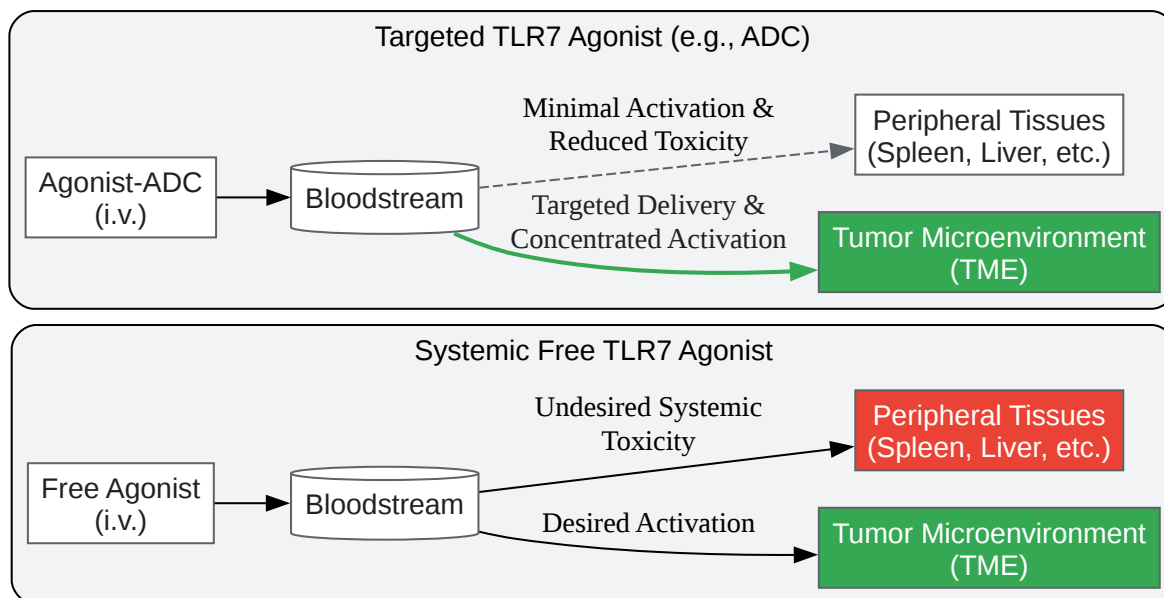 Targeted TLR7 Agonist (e.g., ADC)
Minimal Activation &
Reduced Toxicity
Peripheral Tissues
(Spleen, Liver, etc.)
Agonist-ADC
(i.v.)
Bloodstream
Targeted Delivery &
Concentrated Activation
Tumor Microenvironment
(TME)
Systemic Free TLR7 Agonist
Undesired Systemic
Toxicity
Peripheral Tissues
(Spleen, Liver, etc.)
Free Agonist
(i.v.)
Bloodstream
Desired Activation
Tumor Microenvironment
(TME)